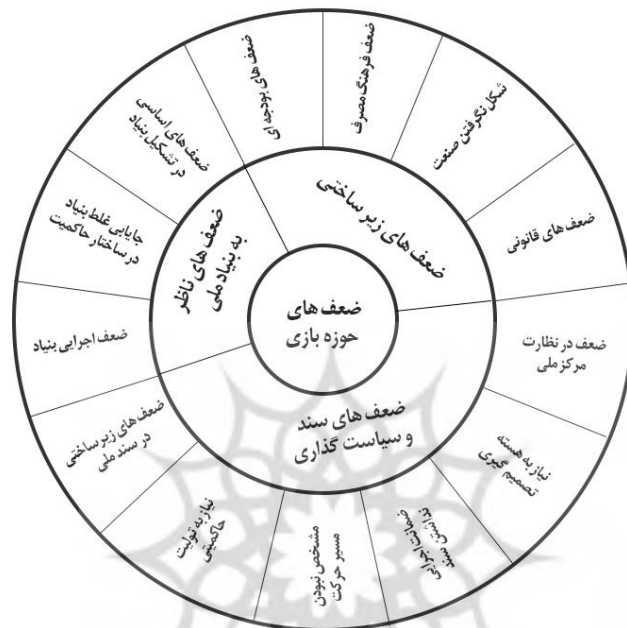 ضعف های
حوزه بازی
ضعف های زیر ساختی
ضعف های بودجه ای
ضعف فرهنگ مصرف
شکل نگرفتن صنعت
ضعف های قانونی
ضعف های سند
و سیاست گذاری
ضعف در نظارت
مرکز ملی
نیاز به هسته
تصمیم گیری
نداشتن سند
ضمانت اجرایی
مشخص نبودن
مسیر حرکت
نیاز به تولیت
حاکمیتی
ضعف های زیر ساختی
در سند ملی
ضعف های ناظر
به بنیاد ملی
ضعف اجرایی بنیاد
جایابی غلط بنیاد
در ساختار حاکمیت
ضعف های اساسی
در تشکیل بنیاد